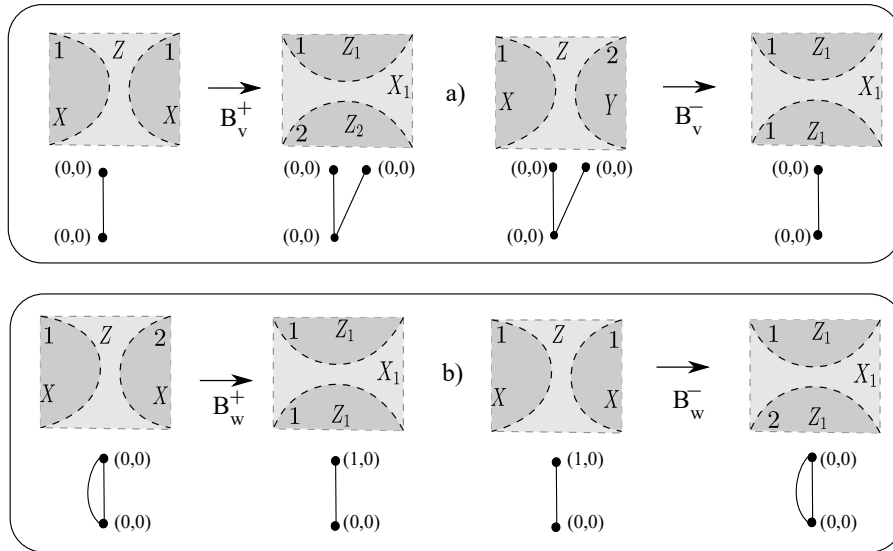 1 Z 1 1 Z₁ 1 Z 2 1 Z₁
X₁ a) X₁
X X B⁺ᵥ 2 Z₂ X Y B⁻ᵥ 1 Z₁
(0,0) (0,0) (0,0) (0,0) (0,0) (0,0)
(0,0) (0,0) (0,0) (0,0)
1 Z 2 1 Z₁ 1 Z 1 1 Z₁
X₁ b) X₁
X X B⁺w 1 Z₁ X X B⁻w 2 Z₁
(0,0) (1,0) (1,0) (0,0)
(0,0) (0,0) (0,0) (0,0)